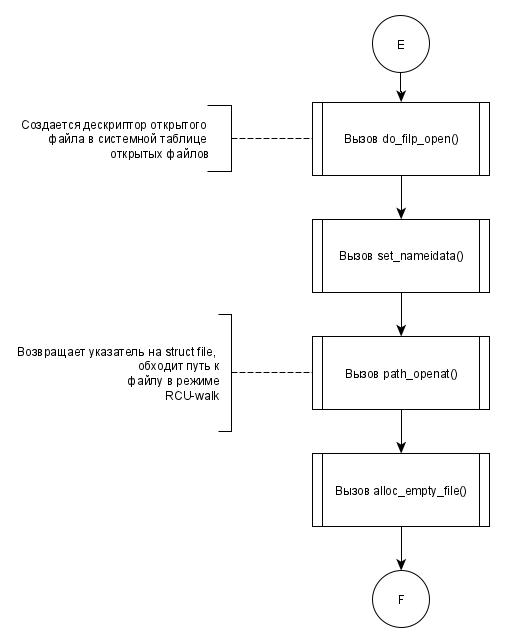 E
Создается дескриптор открытого
файла в системной таблице
открытых файлов
Вызов do_filp_open()
Вызов set_nameidata()
Возвращает указатель на struct file,
обходит путь к
файлу в режиме
RCU-walk
Вызов path_openat()
Вызов alloc_empty_file()
F